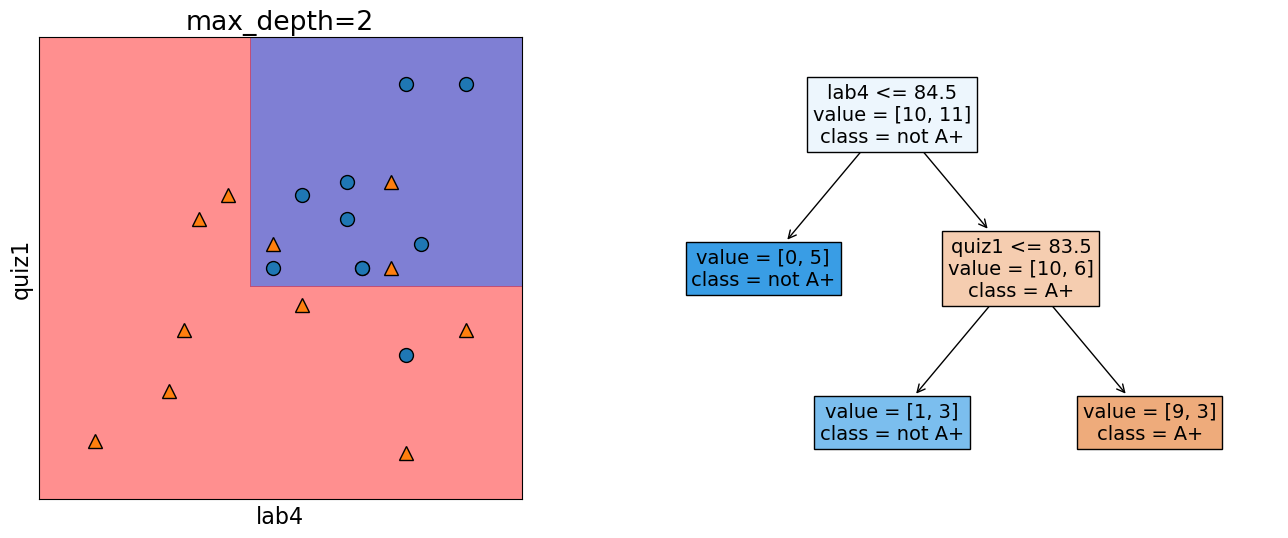 max_depth=2
quiz1
lab4
lab4 <= 84.5
value = [10, 11]
class = not A+
value = [0, 5]
class = not A+
quiz1 <= 83.5
value = [10, 6]
class = A+
value = [1, 3]
class = not A+
value = [9, 3]
class = A+